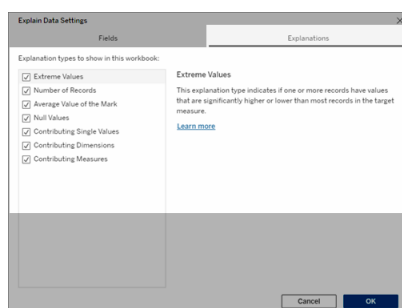 Explain Data Settings
Fields
Explanations
Explanation types to show in this workbook:
Extreme Values
Number of Records
Average Value of the Mark
Null Values
Contributing Single Values
Contributing Dimensions
Contributing Measures
Extreme Values
This explanation type indicates if one or more records have values
that are significantly higher or lower than most records in the target
measure.
Learn more
Cancel
OK